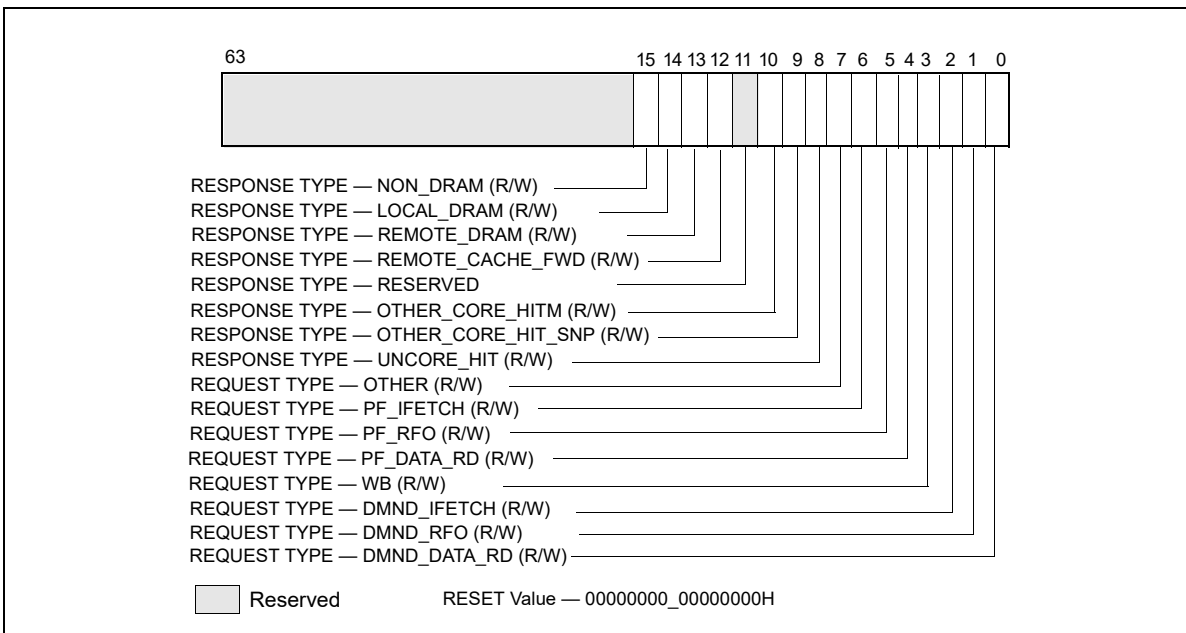 63 15 14 13 12 11 10 9 8 7 6 5 4 3 2 1 0
RESPONSE TYPE — NON_DRAM (R/W)
RESPONSE TYPE — LOCAL_DRAM (R/W)
RESPONSE TYPE — REMOTE_DRAM (R/W)
RESPONSE TYPE — REMOTE_CACHE_FWD (R/W)
RESPONSE TYPE — RESERVED
RESPONSE TYPE — OTHER_CORE_HITM (R/W)
RESPONSE TYPE — OTHER_CORE_HIT_SNP (R/W)
RESPONSE TYPE — UNCORE_HIT (R/W)
REQUEST TYPE — OTHER (R/W)
REQUEST TYPE — PF_IFETCH (R/W)
REQUEST TYPE — PF_RFO (R/W)
REQUEST TYPE — PF_DATA_RD (R/W)
REQUEST TYPE — WB (R/W)
REQUEST TYPE — DMND_IFETCH (R/W)
REQUEST TYPE — DMND_RFO (R/W)
REQUEST TYPE — DMND_DATA_RD (R/W)
Reserved RESET Value — 00000000_00000000H